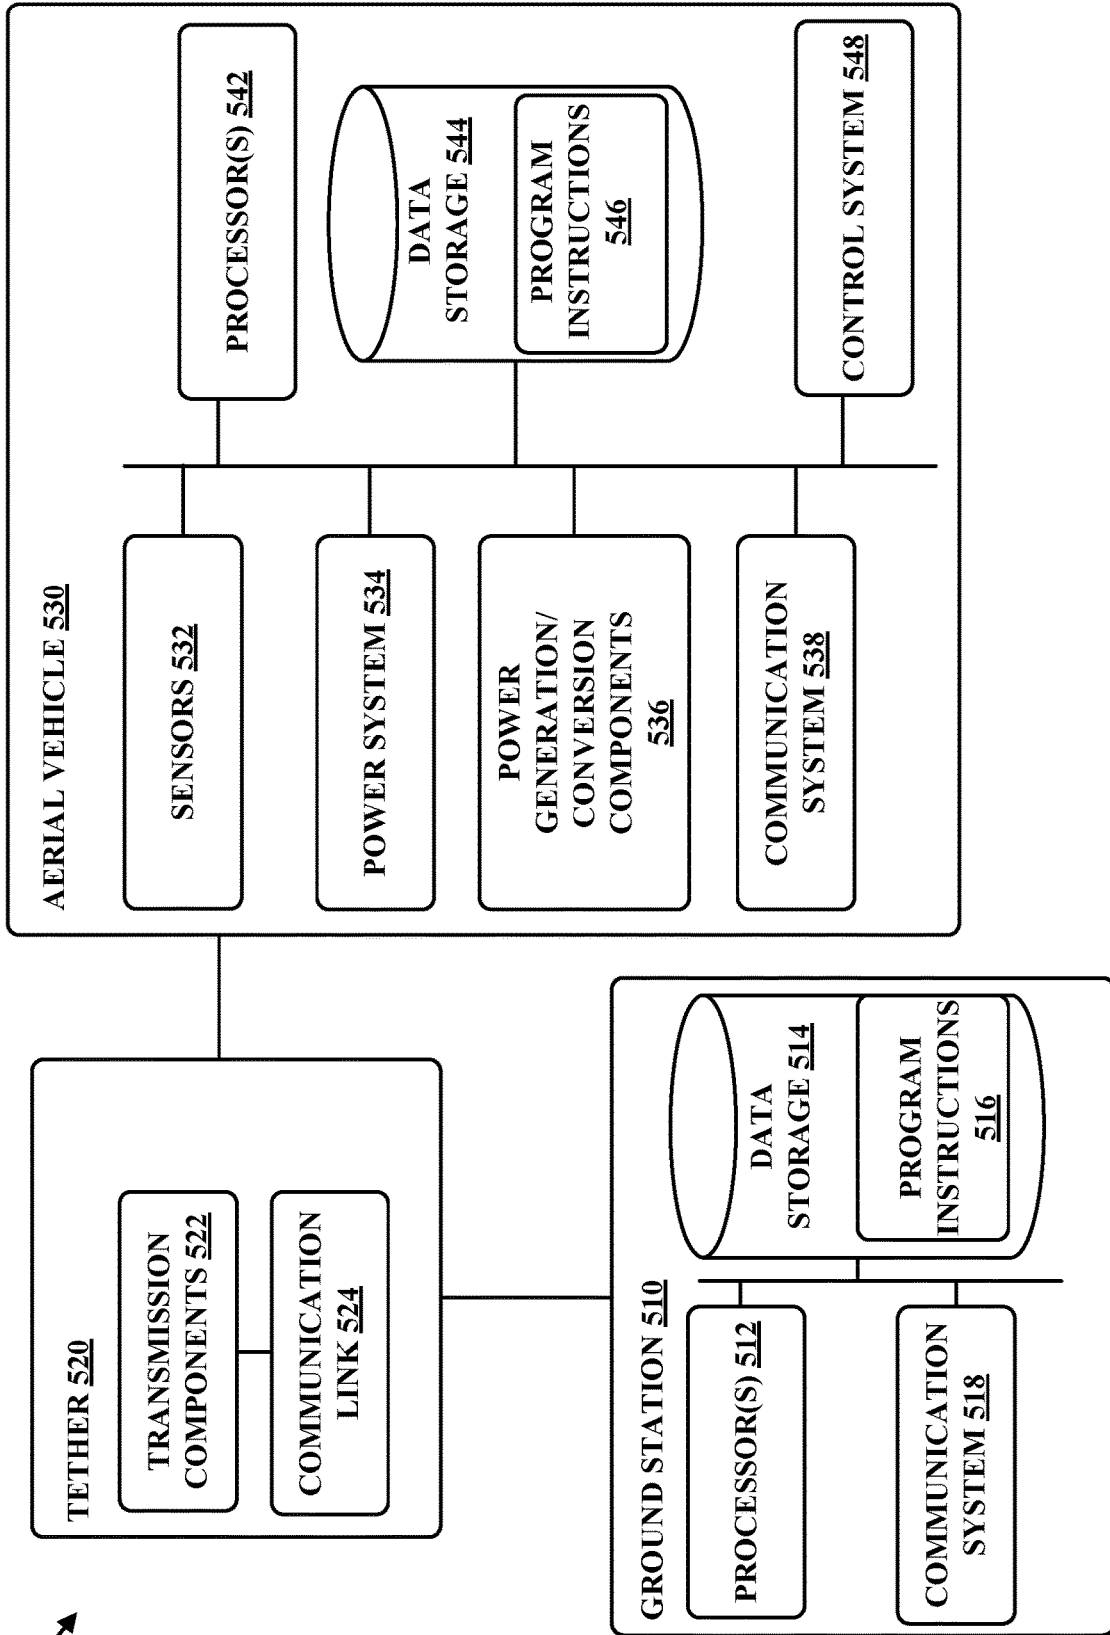 AERIAL VEHICLE 530
SENSORS 532
POWER SYSTEM 534
POWER
GENERATION/
CONVERSION
COMPONENTS
536
COMMUNICATION
SYSTEM 538
PROCESSOR(S) 542
DATA
STORAGE 544
PROGRAM
INSTRUCTIONS
546
CONTROL SYSTEM 548
TETHER 520
TRANSMISSION
COMPONENTS 522
COMMUNICATION
LINK 524
GROUND STATION 510
PROCESSOR(S) 512
COMMUNICATION
SYSTEM 518
DATA
STORAGE 514
PROGRAM
INSTRUCTIONS
516